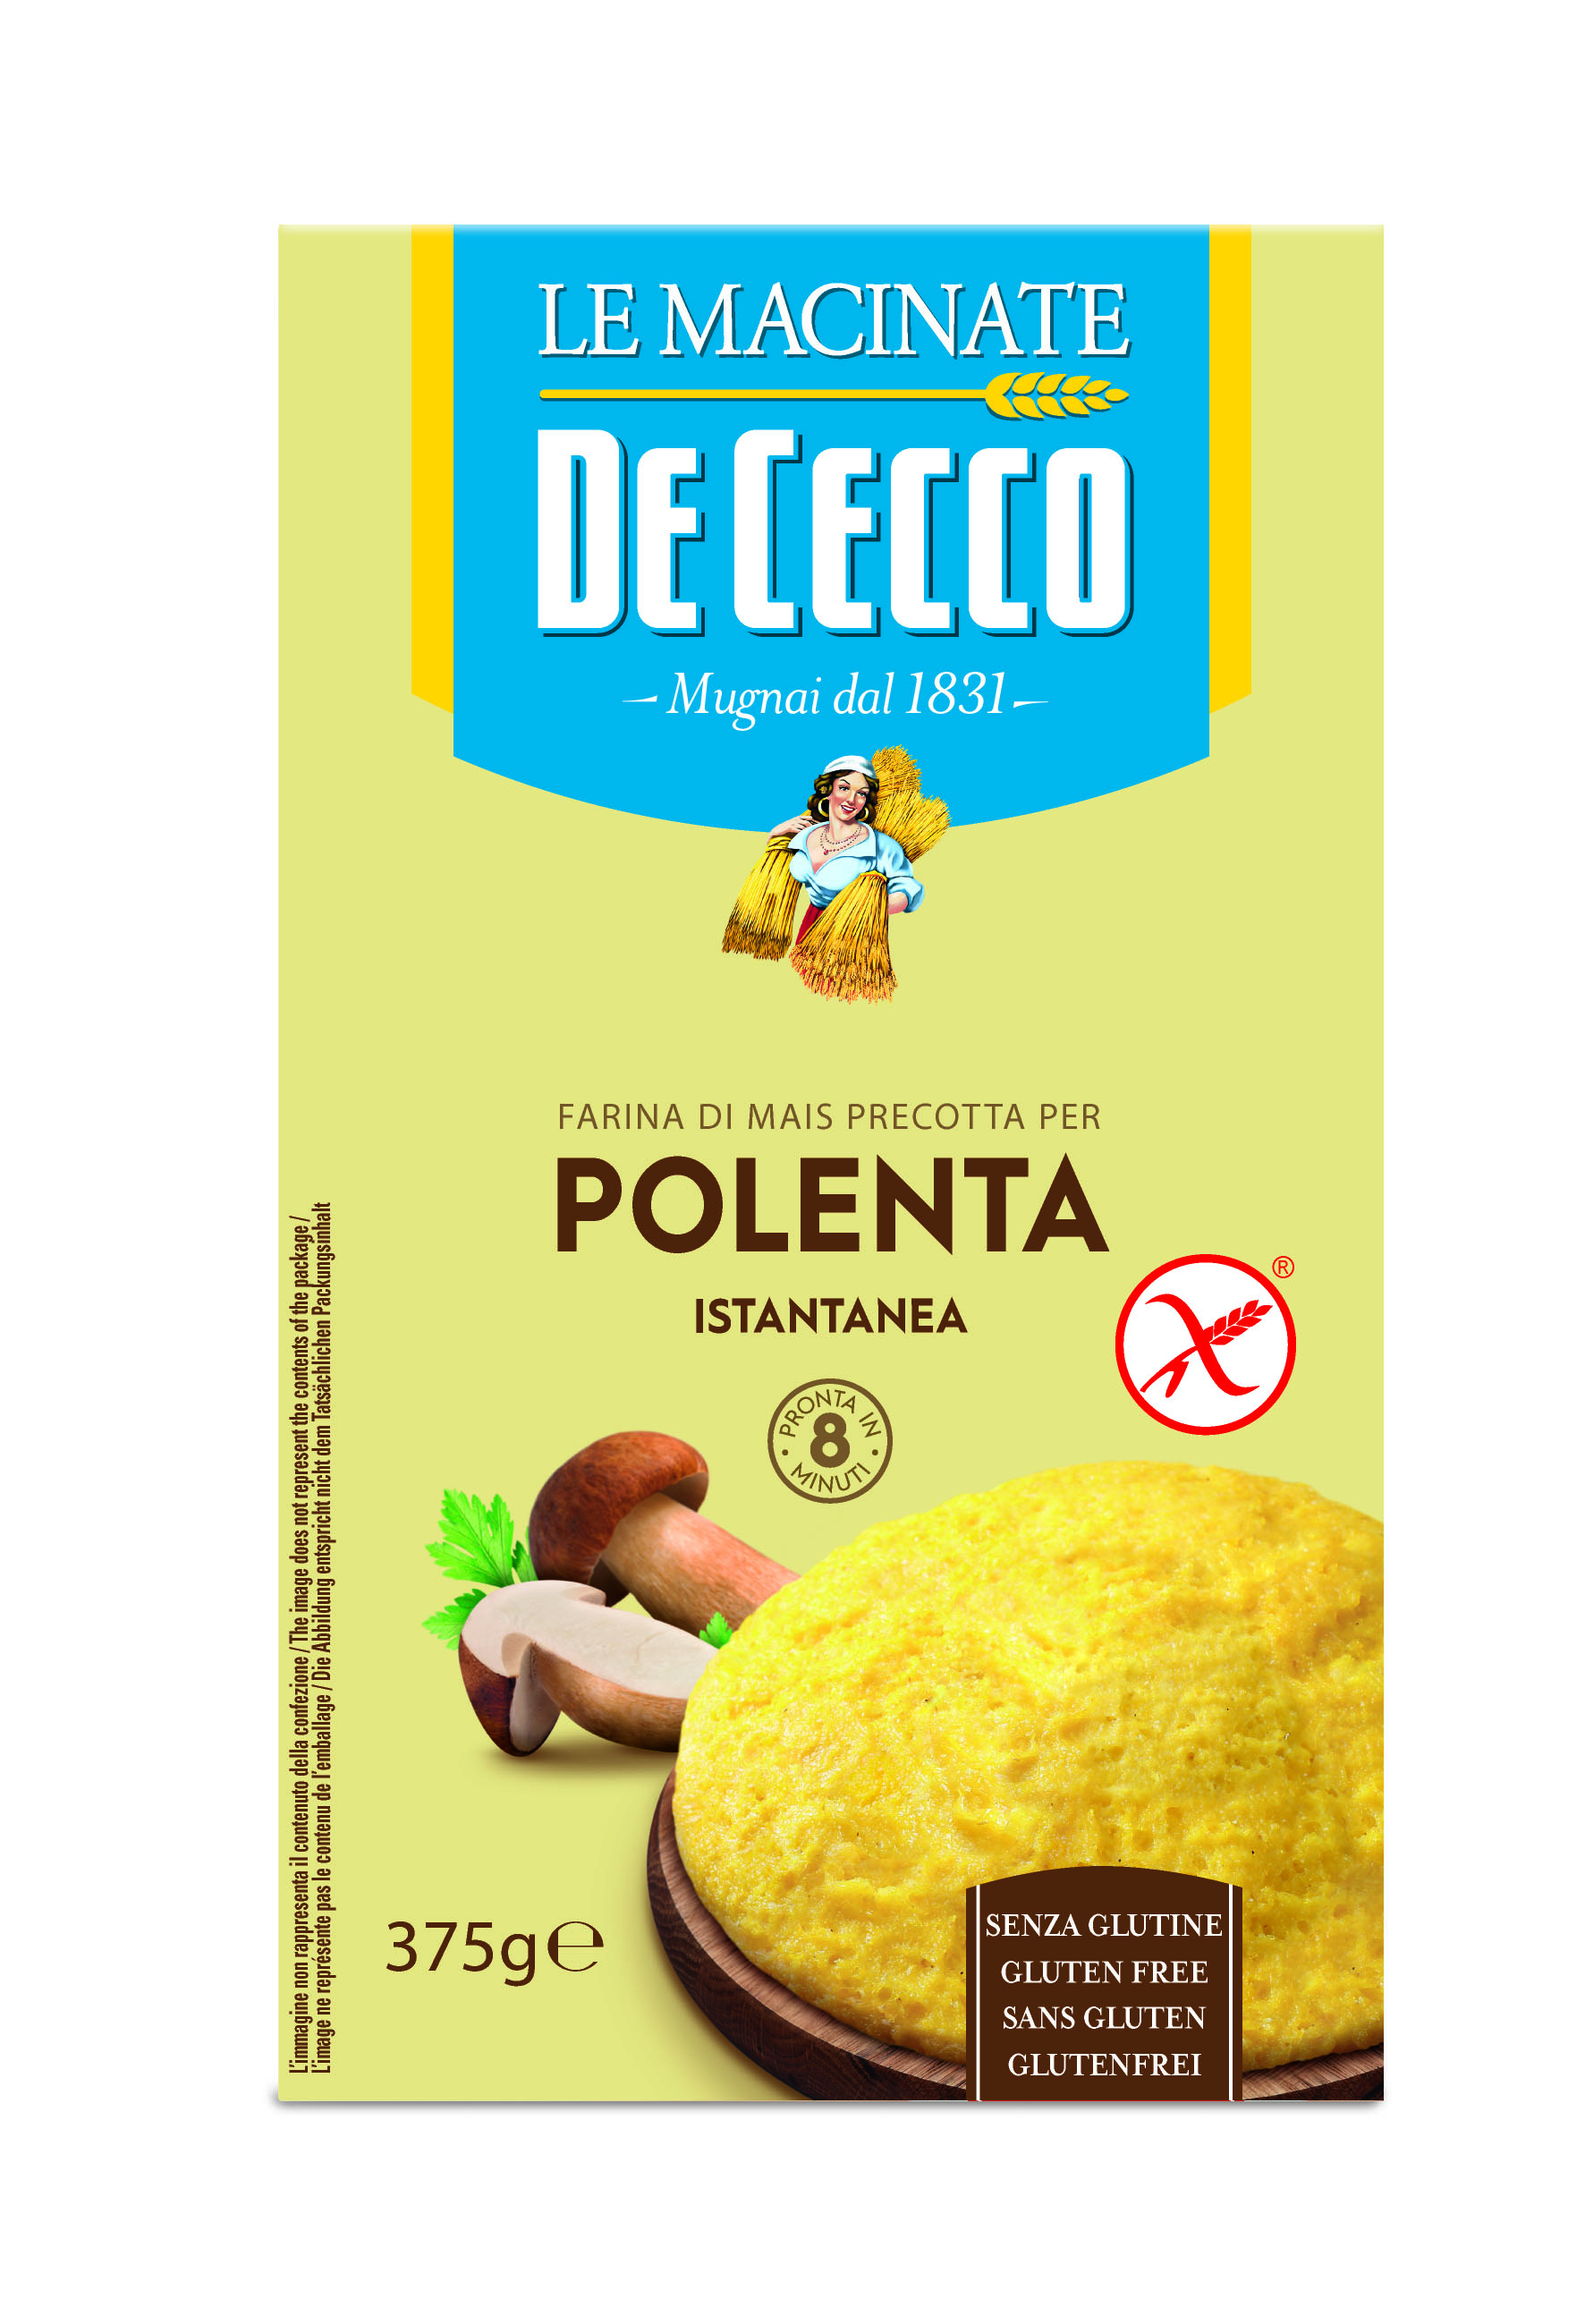 LE MACINATE
DE CECCO
Mugnai dal 1831
FARINA DI MAIS PRECOTTA PER
POLENTA
ISTANTANEA
®
PRONTA IN
8
MINUTI
L'immagine non rappresenta il contenuto della confezione / The image does not represent the contents of the package /
L'image ne représente pas le contenu de l'emballage / Die Abbildung entspricht nicht dem Tatsächlichen Packungsinhalt
375g℮
SENZA GLUTINE
GLUTEN FREE
SANS GLUTEN
GLUTENFREI